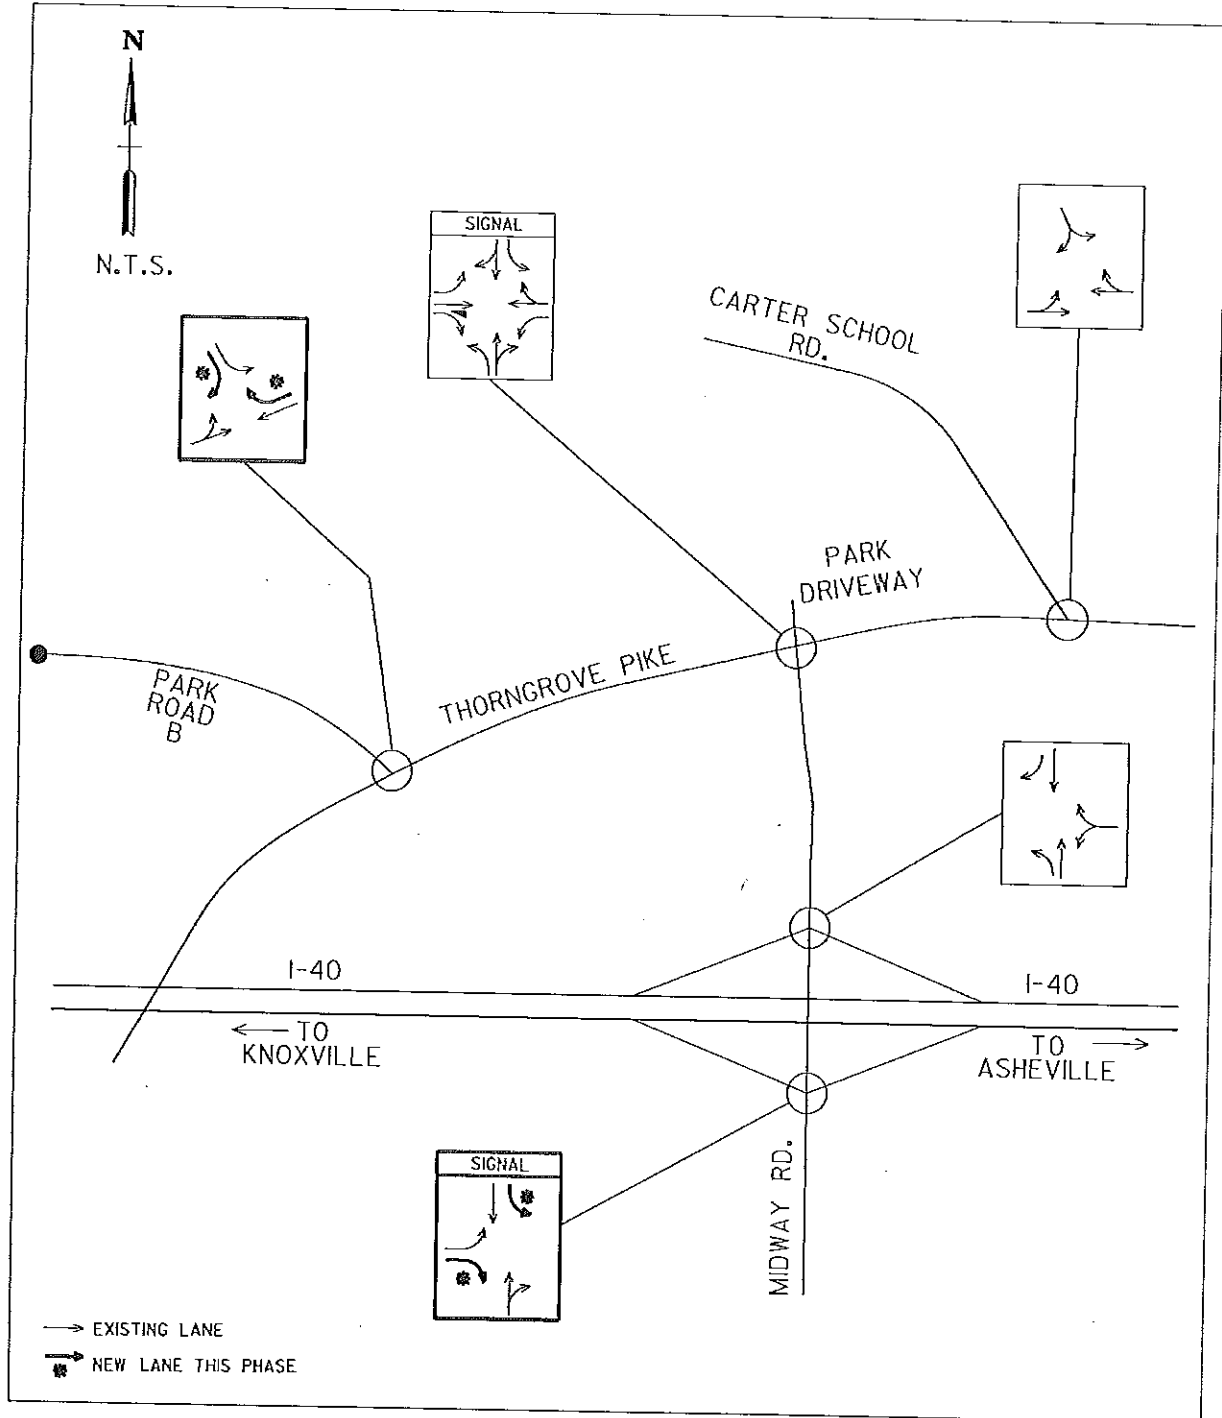 N
N.T.S.
SIGNAL
CARTER SCHOOL
RD.
PARK
DRIVEWAY
THORNGROVE PIKE
PARK
ROAD
B
I-40
I-40
TO
KNOXVILLE
TO
ASHEVILLE
SIGNAL
MIDWAY RD.
EXISTING LANE
NEW LANE THIS PHASE